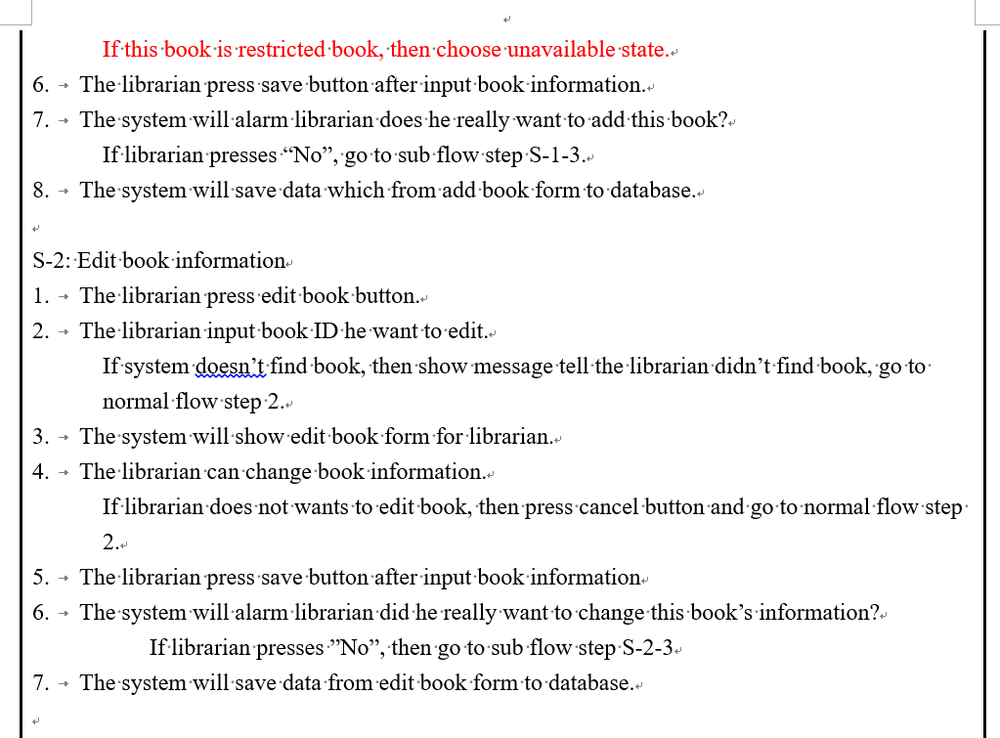 If this book is restricted book, then choose unavailable state.
6. The librarian press save button after input book information.
7. The system will alarm librarian does he really want to add this book?
If librarian presses “No”, go to sub flow step S-1-3.
8. The system will save data which from add book form to database.
S-2: Edit book information
1. The librarian press edit book button.
2. The librarian input book ID he want to edit.
If system doesn’t find book, then show message tell the librarian didn’t find book, go to
normal flow step 2.
3. The system will show edit book form for librarian.
4. The librarian can change book information.
If librarian does not wants to edit book, then press cancel button and go to normal flow step
2.
5. The librarian press save button after input book information
6. The system will alarm librarian did he really want to change this book’s information?
If librarian presses ”No”, then go to sub flow step S-2-3
7. The system will save data from edit book form to database.